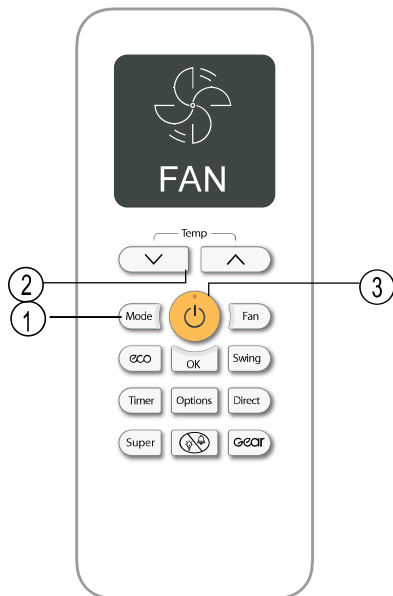 FAN
Temp
2
3
1
Mode
Fan
eco
OK
Swing
Timer
Options
Direct
Super
Gear